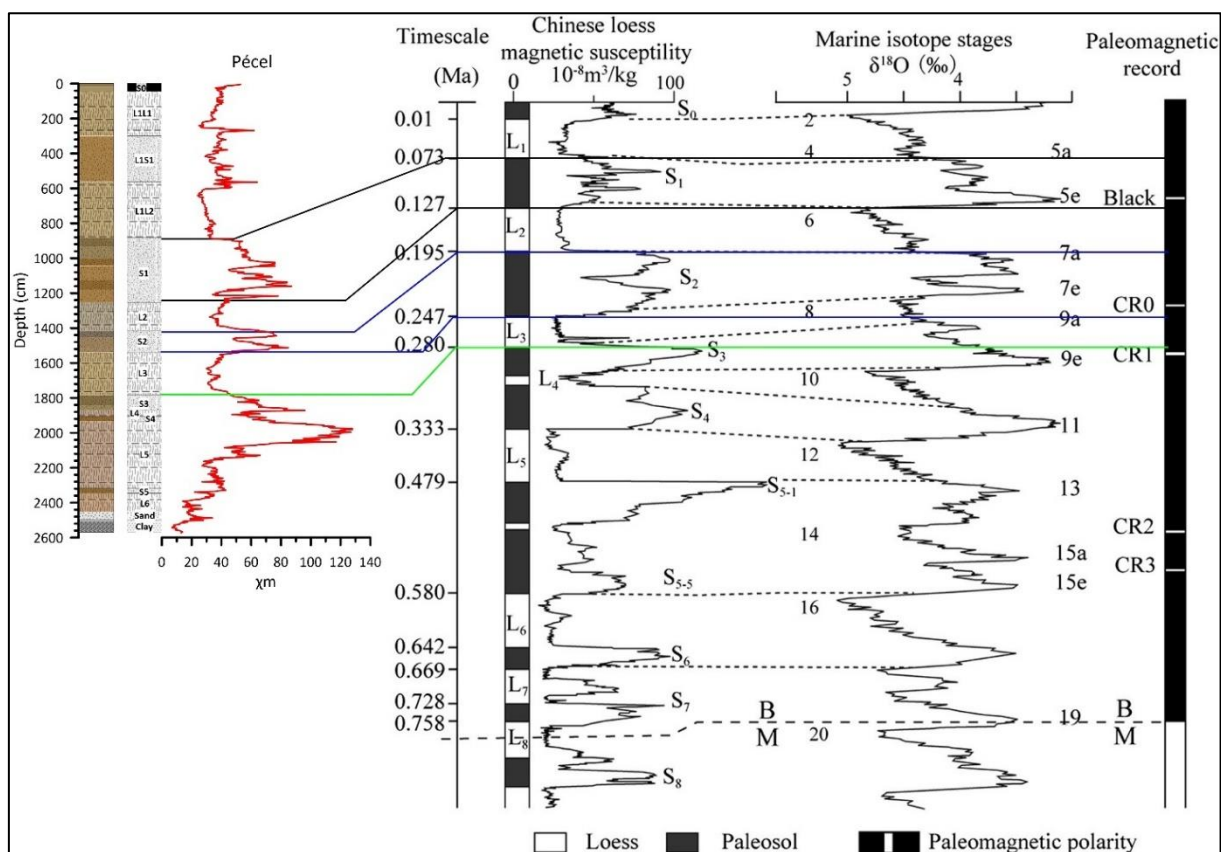 Pécel
Depth (cm)
0
200
400
600
800
1000
1200
1400
1600
1800
2000
2200
2400
2600
S0
L1L1
L1S1
L1L2
S1
L2
S2
L3
S3
L4
S4
L5
S5
L6
Sand
Clay
0 20 40 60 80 100 120 140
χm
Timescale
(Ma)
0.01
0.073
0.127
0.195
0.247
0.280
0.333
0.479
0.580
0.642
0.669
0.728
0.758
Chinese loess
magnetic susceptility
10⁻⁸m³/kg
0 100
L₁
L₂
L₃
L₄
L₅
L₆
L₇
L₈
S₀
S₁
S₂
S₃
S₄
S₅₋₁
S₅₋₅
S₆
S₇
S₈
Marine isotope stages
δ¹⁸O (‰)
5 4
2
4
6
8
10
12
14
16
20
5a
5e
7a
7e
9a
9e
11
13
15a
15e
19
B
M
Paleomagnetic
record
Black
CR0
CR1
CR2
CR3
B
M
Loess
Paleosol
Paleomagnetic polarity